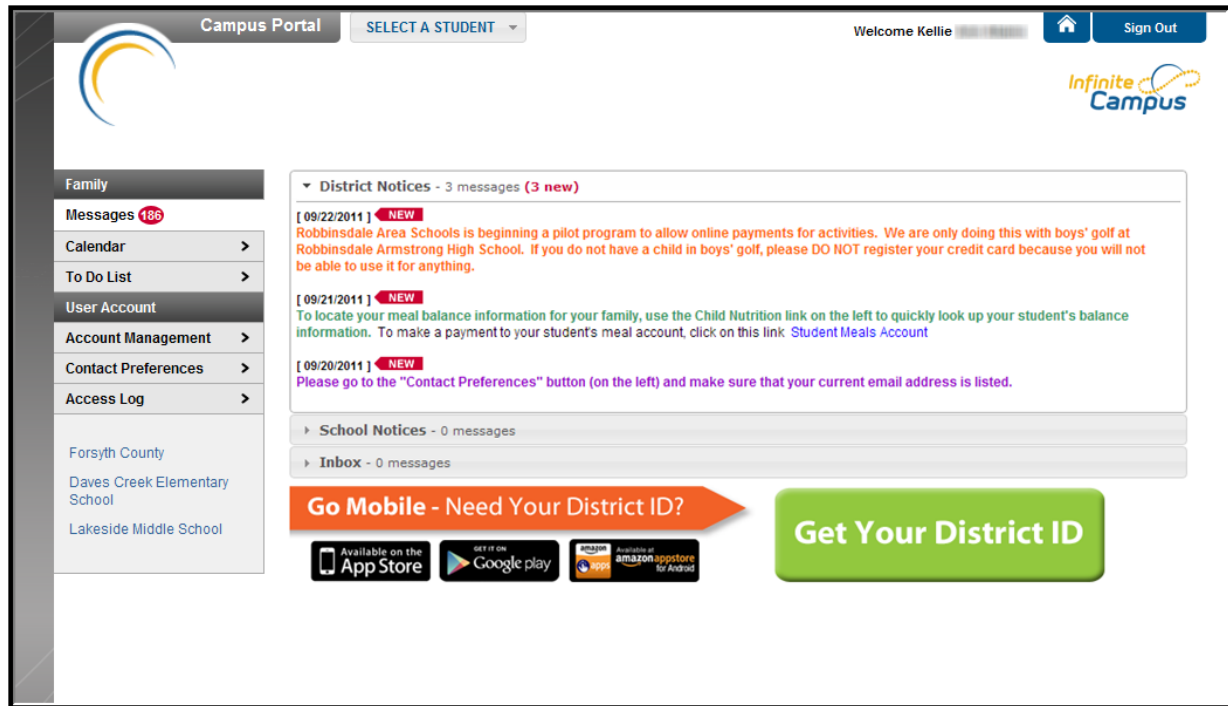 Campus Portal
SELECT A STUDENT
Welcome Kellie
Sign Out
Infinite
Campus
Family
Messages 186
Calendar >
To Do List >
User Account
Account Management >
Contact Preferences >
Access Log >
Forsyth County
Daves Creek Elementary
School
Lakeside Middle School
District Notices - 3 messages (3 new)
[ 09/22/2011 ] NEW
Robbinsdale Area Schools is beginning a pilot program to allow online payments for activities. We are only doing this with boys' golf at
Robbinsdale Armstrong High School. If you do not have a child in boys' golf, please DO NOT register your credit card because you will not
be able to use it for anything.
[ 09/21/2011 ] NEW
To locate your meal balance information for your family, use the Child Nutrition link on the left to quickly look up your student's balance
information. To make a payment to your student's meal account, click on this link Student Meals Account
[ 09/20/2011 ] NEW
Please go to the "Contact Preferences" button (on the left) and make sure that your current email address is listed.
School Notices - 0 messages
Inbox - 0 messages
Go Mobile - Need Your District ID?
Available on the
App Store
GET IT ON
Google play
amazon
apps
Available at
amazon appstore
for Android
Get Your District ID